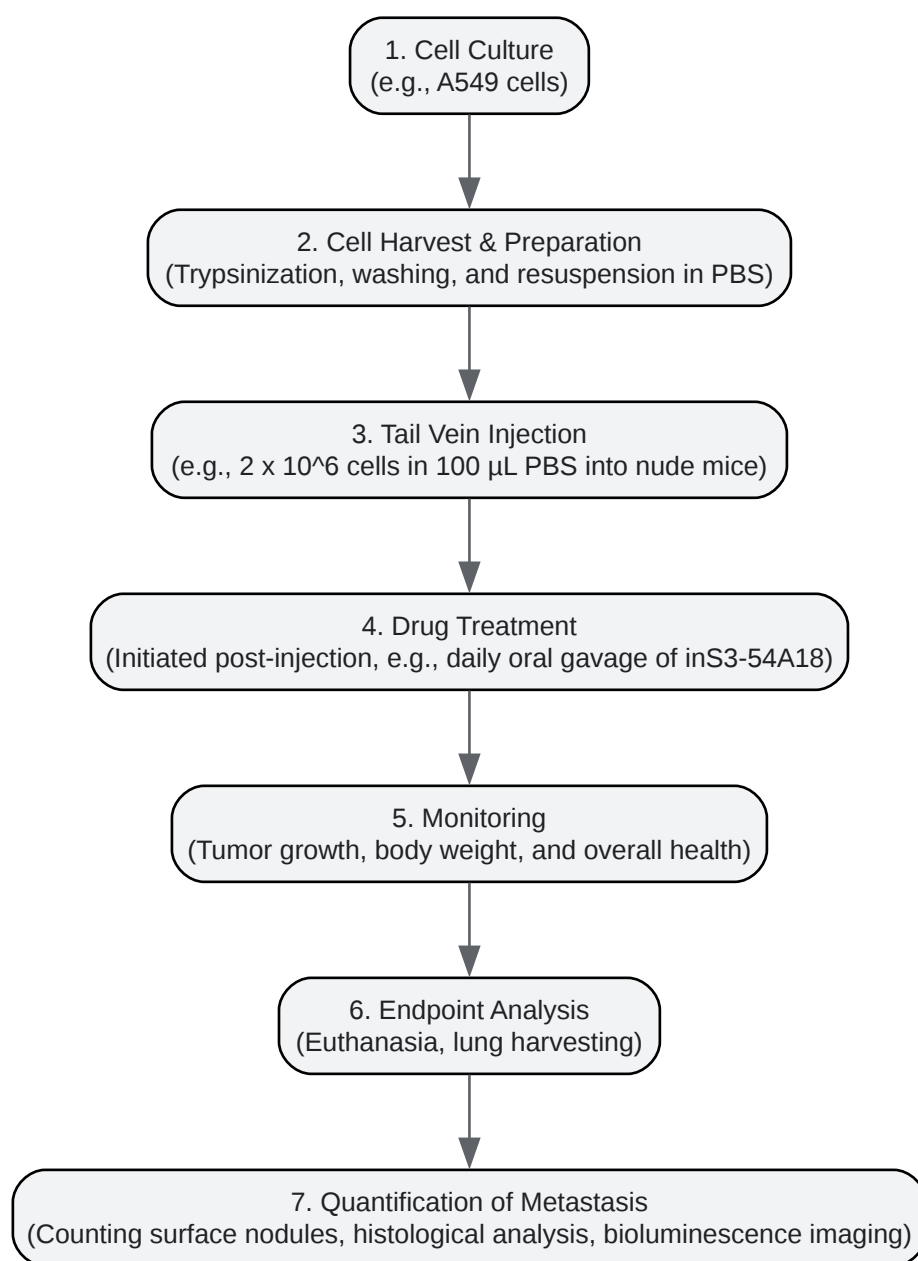 1. Cell Culture
(e.g., A549 cells)
2. Cell Harvest & Preparation
(Trypsinization, washing, and resuspension in PBS)
3. Tail Vein Injection
(e.g., 2 x 10^6 cells in 100 µL PBS into nude mice)
4. Drug Treatment
(Initiated post-injection, e.g., daily oral gavage of inS3-54A18)
5. Monitoring
(Tumor growth, body weight, and overall health)
6. Endpoint Analysis
(Euthanasia, lung harvesting)
7. Quantification of Metastasis
(Counting surface nodules, histological analysis, bioluminescence imaging)